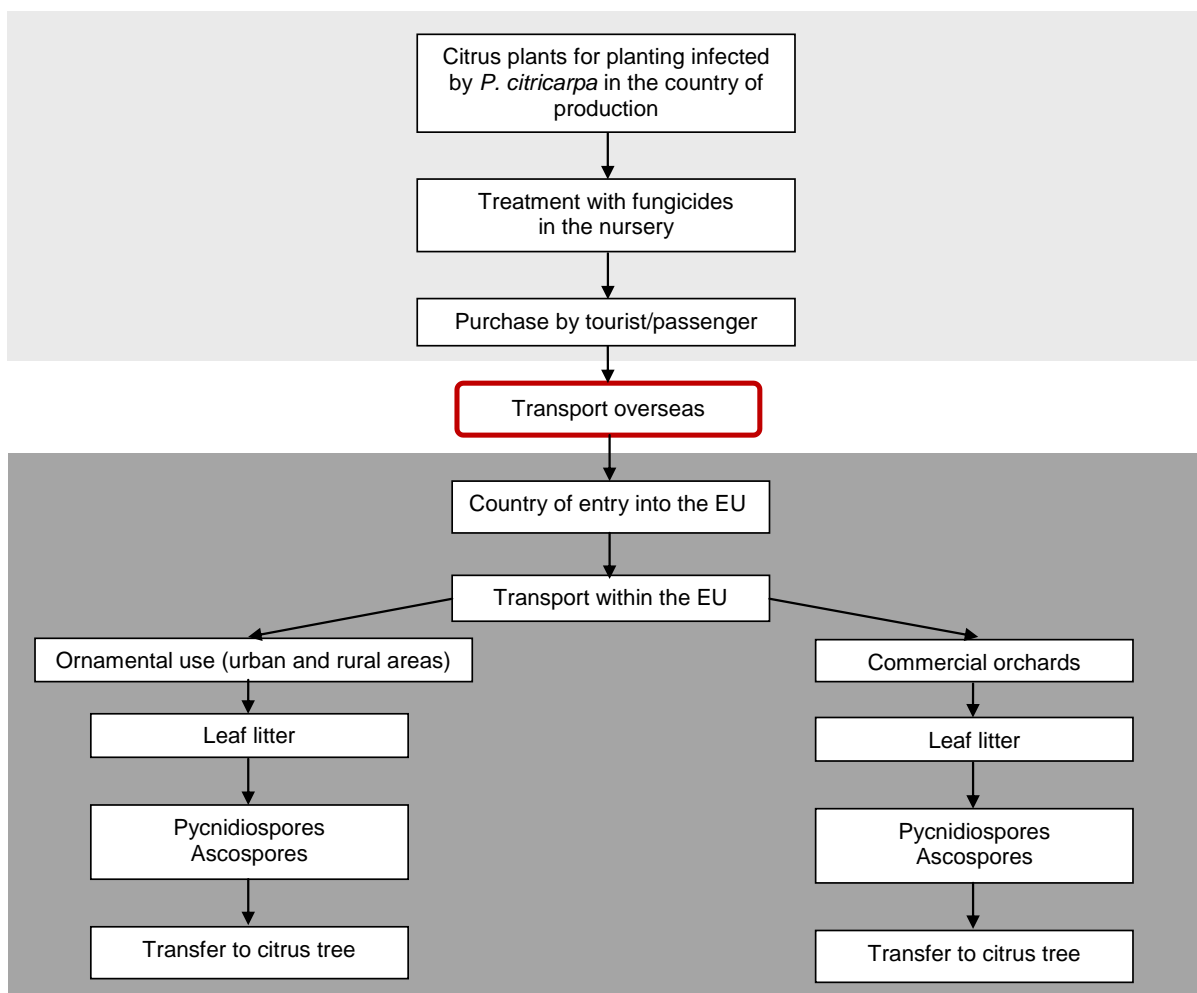 Citrus plants for planting infected
by P. citricarpa in the country of
production
Treatment with fungicides
in the nursery
Purchase by tourist/passenger
Transport overseas
Country of entry into the EU
Transport within the EU
Ornamental use (urban and rural areas)
Leaf litter
Pycnidiospores
Ascospores
Transfer to citrus tree
Commercial orchards
Leaf litter
Pycnidiospores
Ascospores
Transfer to citrus tree